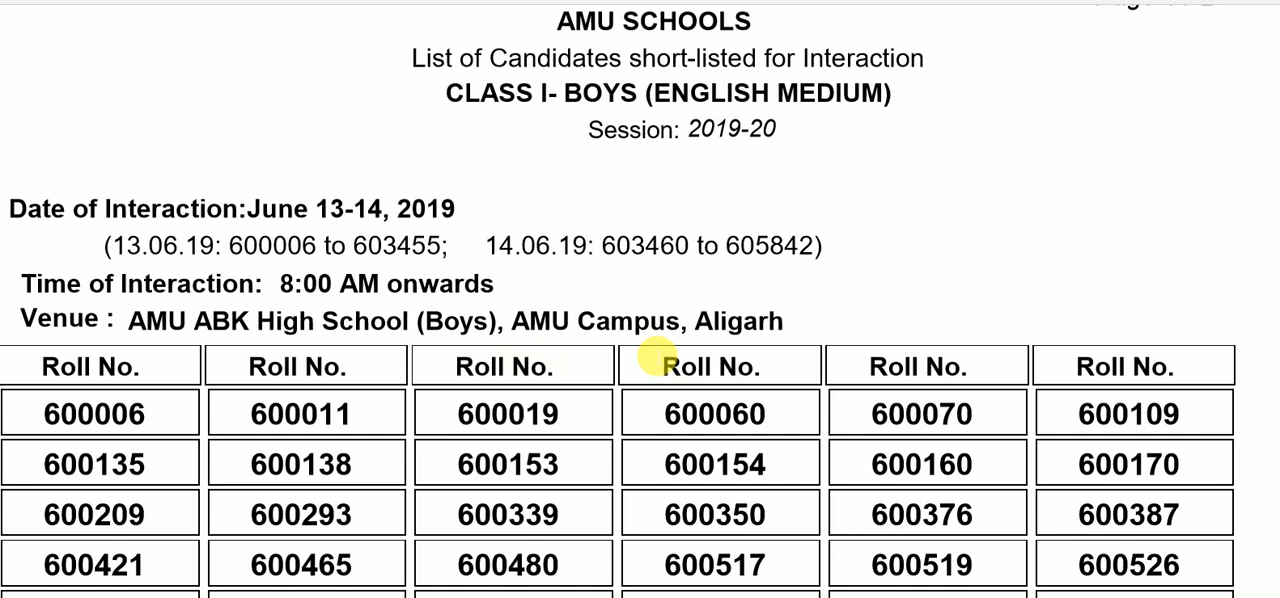 AMU SCHOOLS
List of Candidates short-listed for Interaction
CLASS I- BOYS (ENGLISH MEDIUM)
Session: 2019-20
Date of Interaction:June 13-14, 2019
(13.06.19: 600006 to 603455; 14.06.19: 603460 to 605842)
Time of Interaction: 8:00 AM onwards
Venue : AMU ABK High School (Boys), AMU Campus, Aligarh
Roll No. Roll No. Roll No. Roll No. Roll No. Roll No.
600006 600011 600019 600060 600070 600109
600135 600138 600153 600154 600160 600170
600209 600293 600339 600350 600376 600387
600421 600465 600480 600517 600519 600526